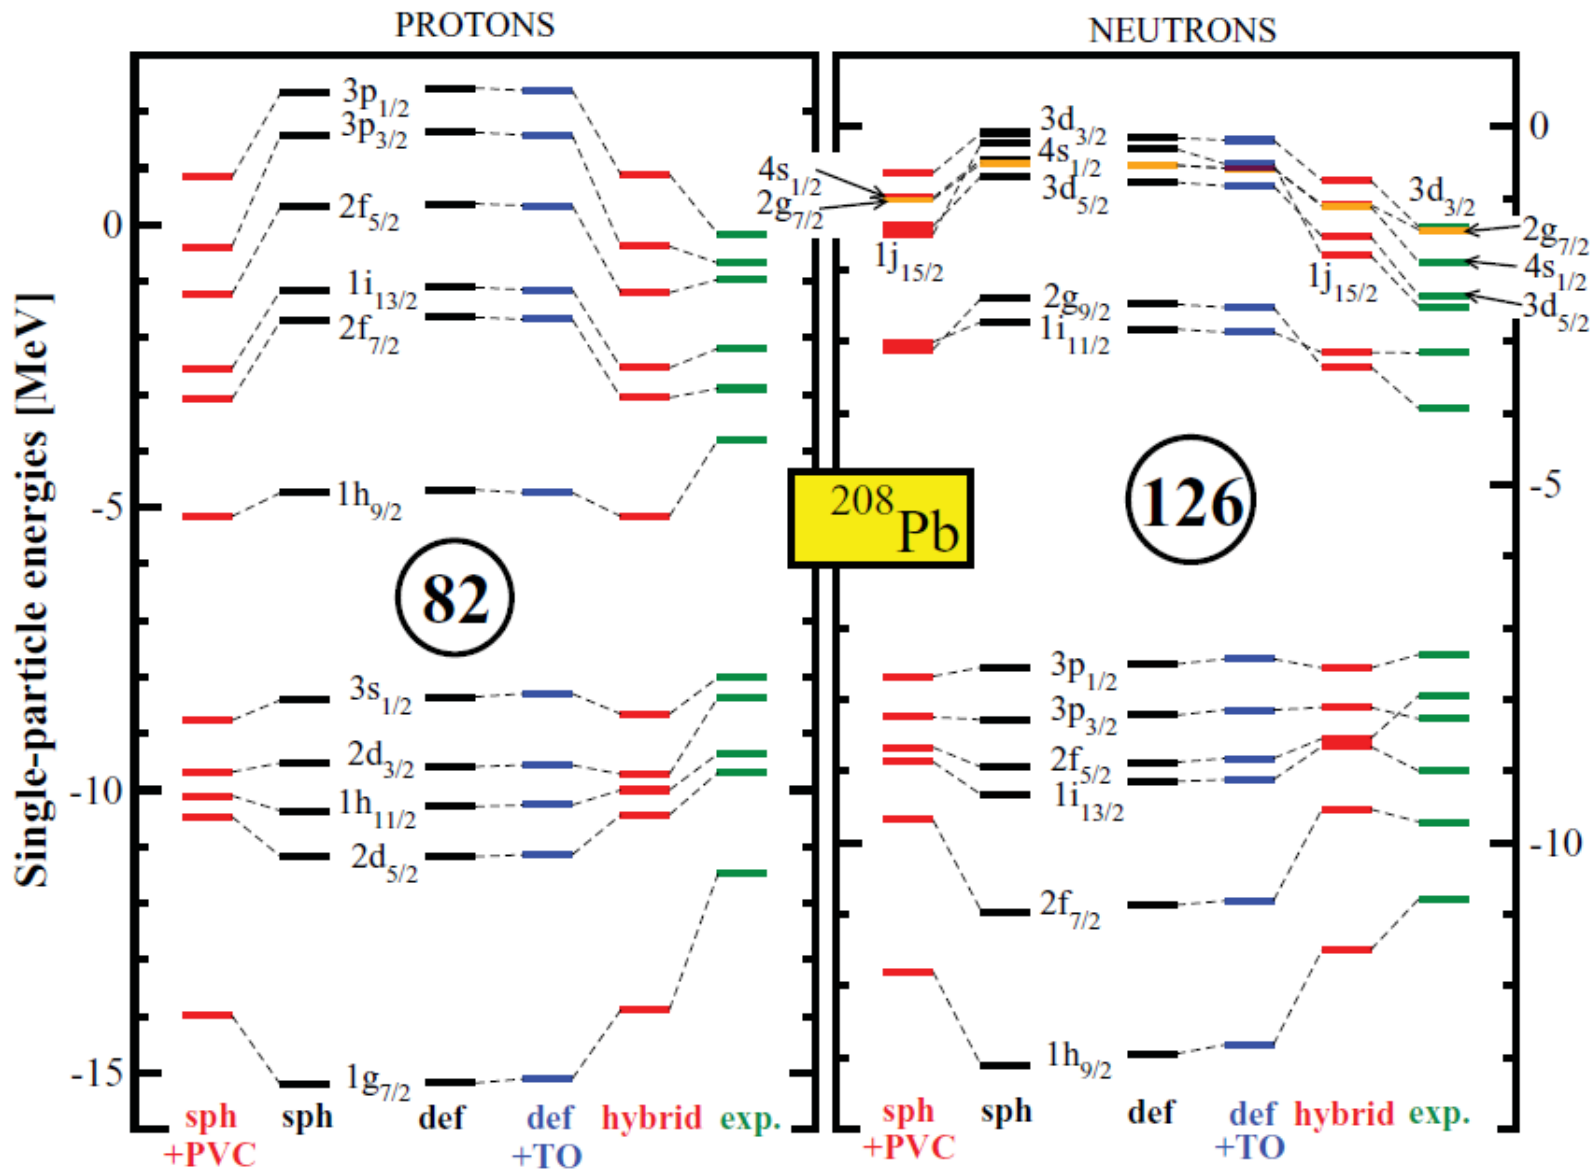 PROTONS
NEUTRONS
Single-particle energies [MeV]
0
-5
-10
-15
3p1/2
3p3/2
2f5/2
1i13/2
2f7/2
1h9/2
82
3s1/2
2d3/2
1h11/2
2d5/2
1g7/2
sph
+PVC
sph
def
def
+TO
hybrid
exp.
208Pb
4s1/2
2g7/2
1j15/2
3d3/2
4s1/2
3d5/2
2g9/2
1i11/2
1j15/2
3d3/2
2g7/2
4s1/2
3d5/2
126
3p1/2
3p3/2
2f5/2
1i13/2
2f7/2
1h9/2
0
-5
-10
sph
+PVC
sph
def
def
+TO
hybrid
exp.